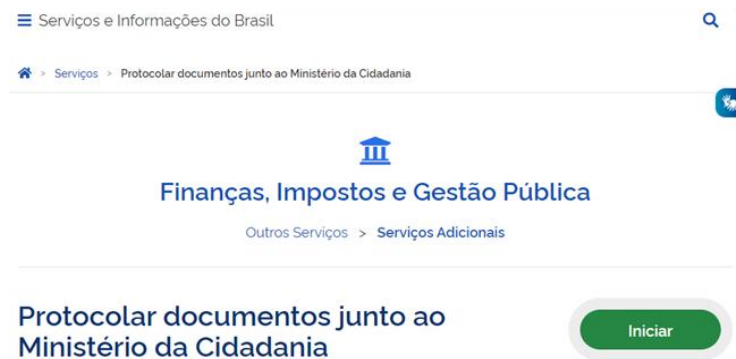 Serviços e Informações do Brasil
> Serviços > Protocolar documentos junto ao Ministério da Cidadania
Finanças, Impostos e Gestão Pública
Outros Serviços > Serviços Adicionais
Protocolar documentos junto ao
Ministério da Cidadania
Iniciar